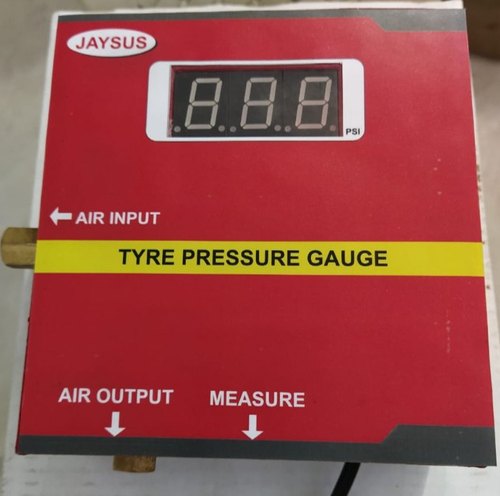 JAYSUS
PSI
AIR INPUT
TYRE PRESSURE GAUGE
AIR OUTPUT
MEASURE